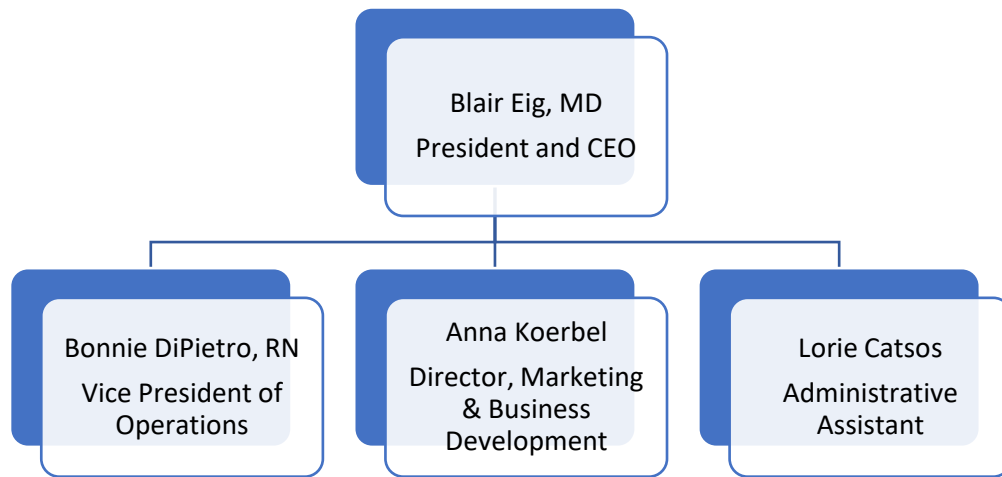 Blair Eig, MD
President and CEO
Bonnie DiPietro, RN
Vice President of
Operations
Anna Koerbel
Director, Marketing
& Business
Development
Lorie Catsos
Administrative
Assistant